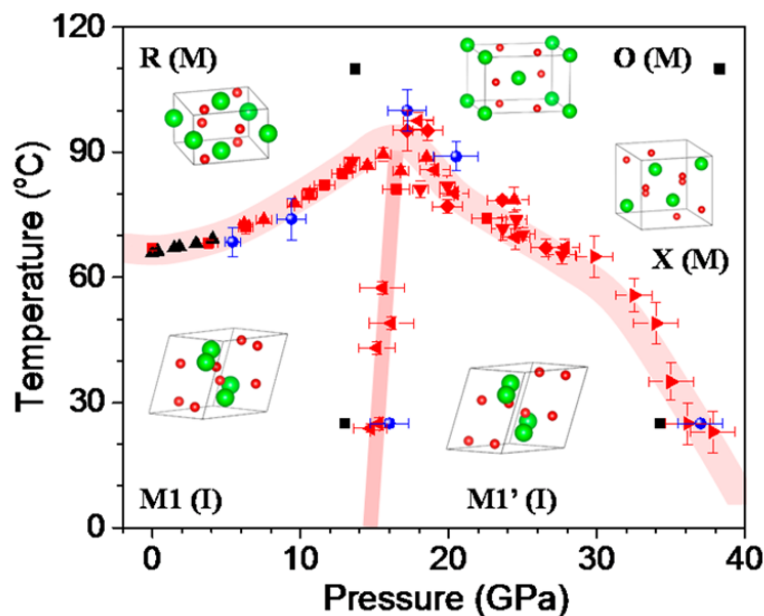 120
R (M)
O (M)
90
Temperature (°C)
60
X (M)
30
M1 (I)
M1’ (I)
0
0
10
20
30
40
Pressure (GPa)